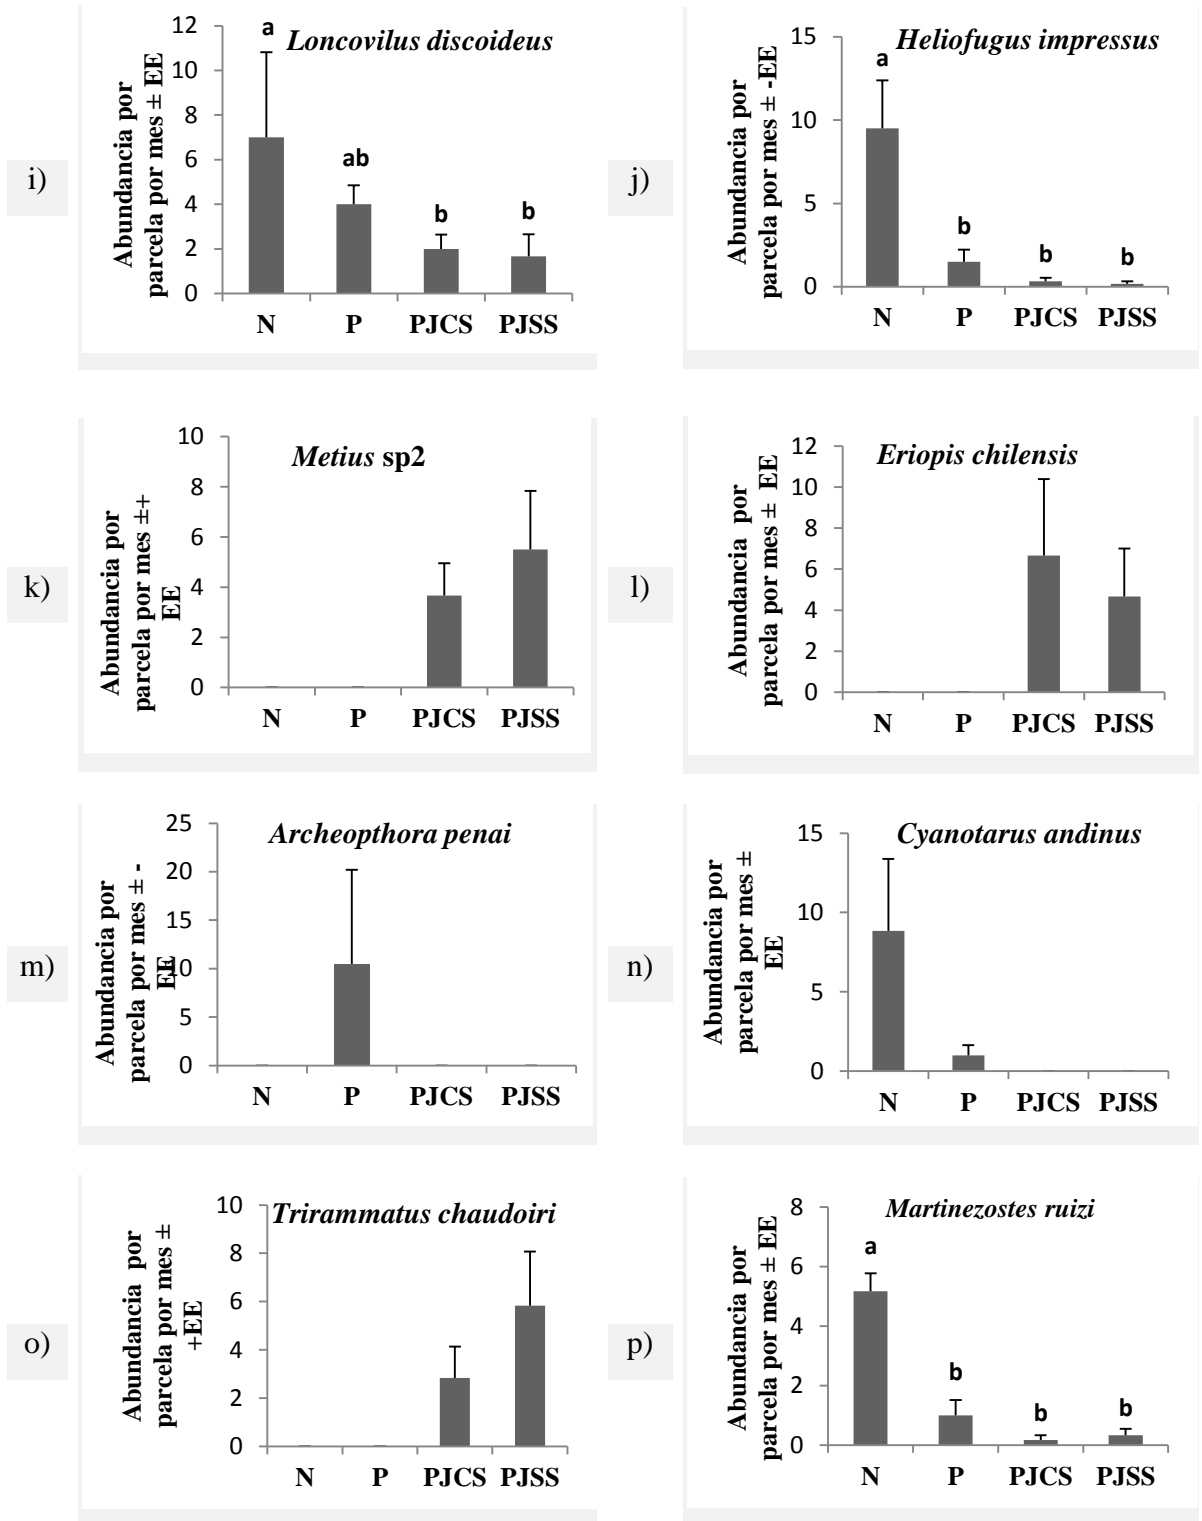 i)
Abundancia por
parcela por mes ± EE
12
10
8
6
4
2
0
Loncovilus discoideus
a
ab
b
b
N P PJCS PJSS
j)
Abundancia por
parcela por mes ± -EE
15
10
5
0
Heliofugus impressus
a
b
b
b
N P PJCS PJSS
k)
Abundancia por
parcela por mes ±+
EE
10
8
6
4
2
0
Metius sp2
N P PJCS PJSS
l)
Abundancia por
parcela por mes ± EE
12
10
8
6
4
2
0
Eriopis chilensis
N P PJCS PJSS
m)
Abundancia por
parcela por mes ± -
EE
25
20
15
10
5
0
Archeopthora penai
N P PJCS PJSS
n)
Abundancia por
parcela por mes ±
EE
15
10
5
0
Cyanotarus andinus
N P PJCS PJSS
o)
Abundancia por
parcela por mes ±
+EE
10
8
6
4
2
0
Trirammatus chaudoiri
N P PJCS PJSS
p)
Abundancia por
parcela por mes ± EE
8
6
4
2
0
Martinezostes ruizi
a
b
b
b
N P PJCS PJSS